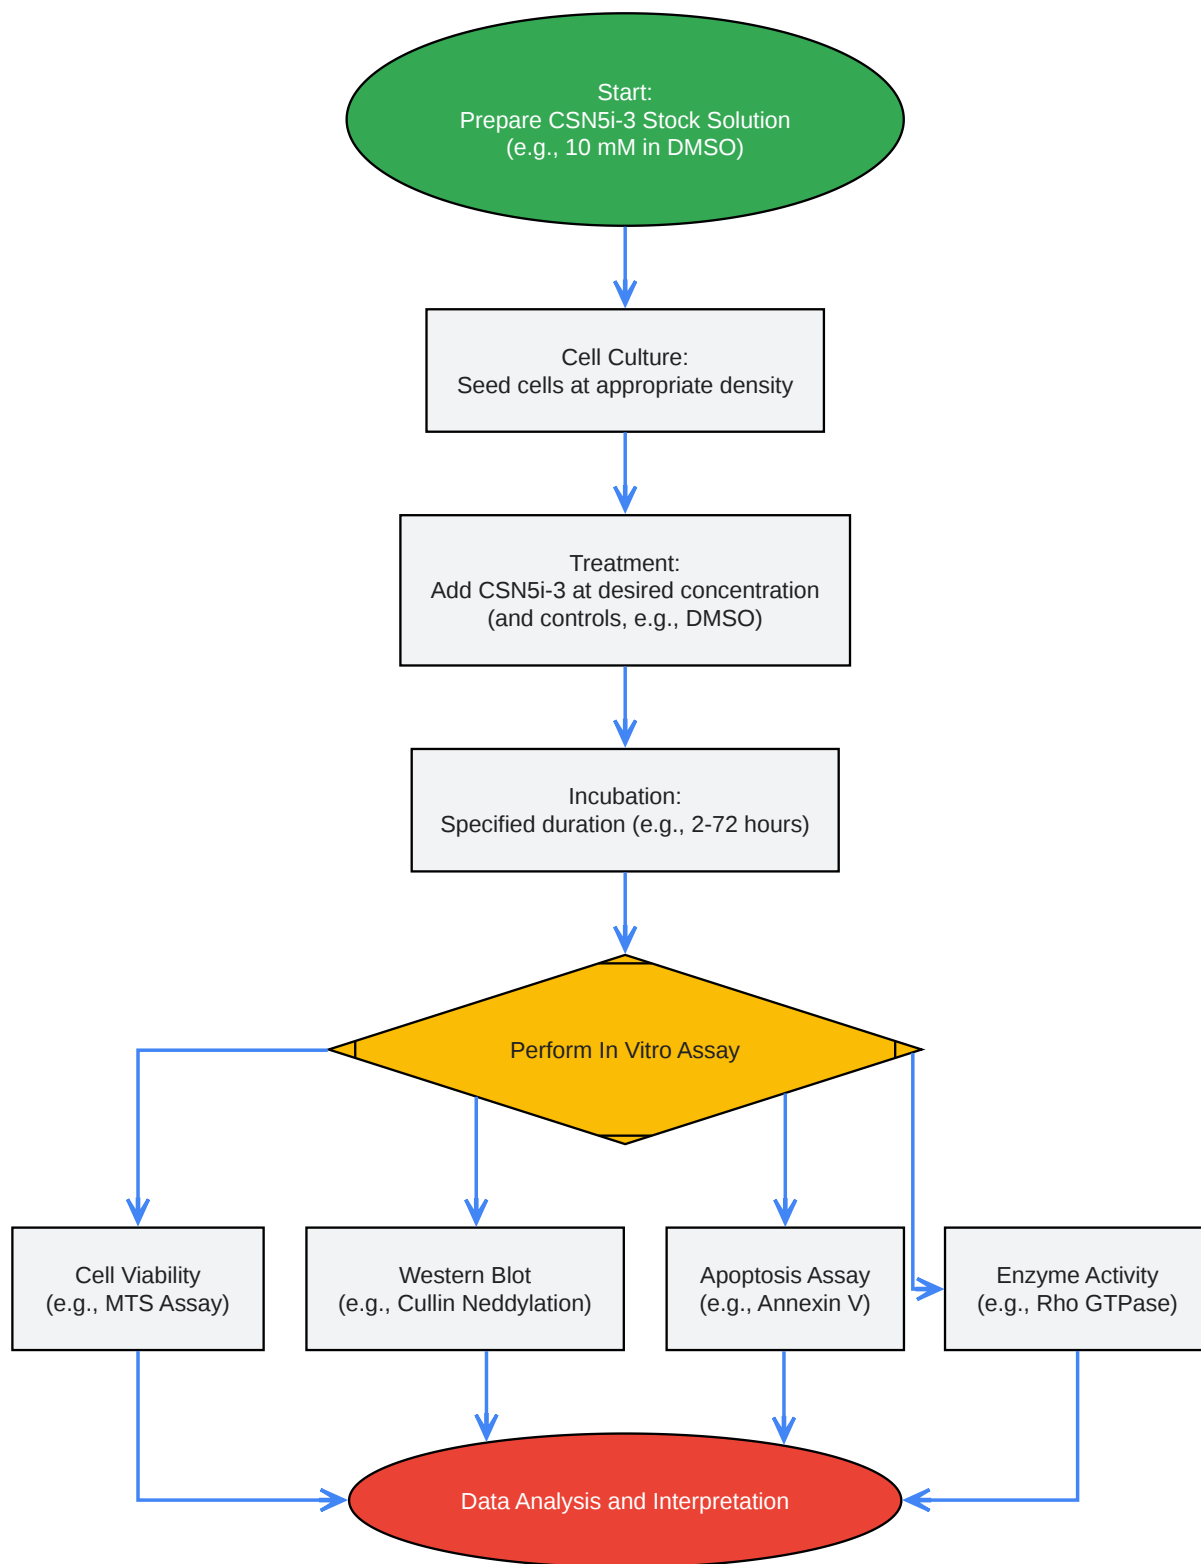 Start:
Prepare CSN5i-3 Stock Solution
(e.g., 10 mM in DMSO)
Cell Culture:
Seed cells at appropriate density
Treatment:
Add CSN5i-3 at desired concentration
(and controls, e.g., DMSO)
Incubation:
Specified duration (e.g., 2-72 hours)
Perform In Vitro Assay
Cell Viability
(e.g., MTS Assay)
Western Blot
(e.g., Cullin Neddylation)
Apoptosis Assay
(e.g., Annexin V)
Enzyme Activity
(e.g., Rho GTPase)
Data Analysis and Interpretation